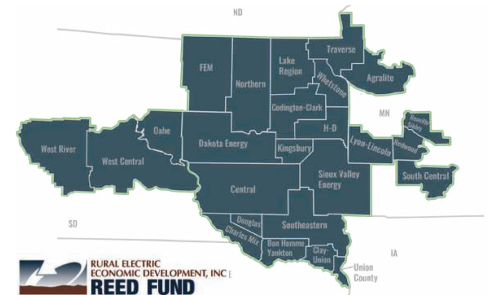 ND
Traverse
FEM
Lake
Region
Northern
Whetstone
Agralite
Codington-Clark
MN
Renville
Sibley
Oahe
H-D
Dakota Energy
Lyon-Lincoln
Redwood
Kingsbury
West River
West Central
Sioux Valley
Energy
South Central
Central
Douglas
Southeastern
SD
Charles Mix
Bon Homme
Yankton
Clay-
Union
IA
Union
County
RURAL ELECTRIC
ECONOMIC DEVELOPMENT, INC |
REED FUND